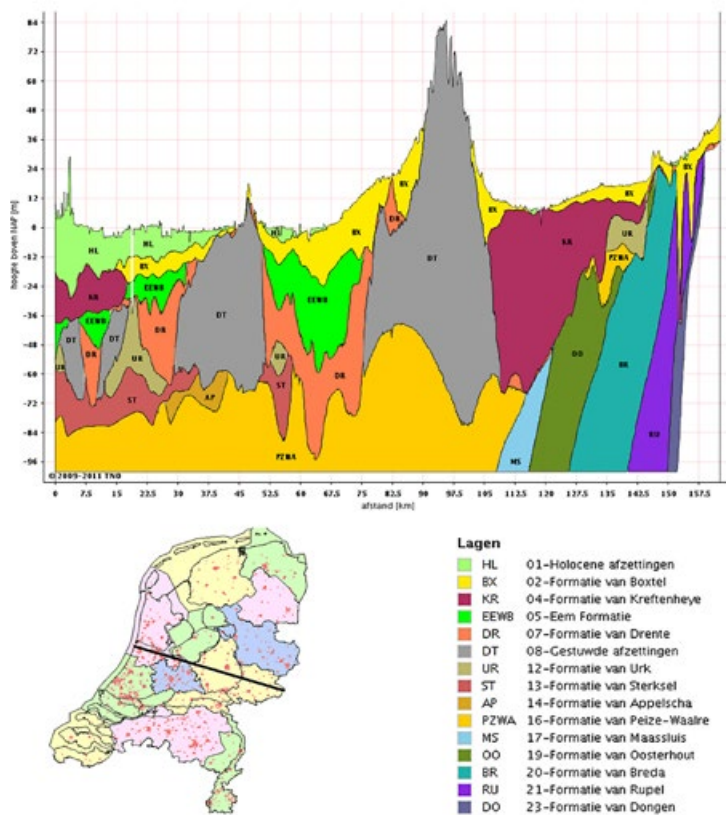 84
72
60
48
36
24
12
0
-12
-24
-36
-48
-60
-72
-84
-96
hoogte boven NAP [m]
HL
HL
HL
BX
BX
BX
BX
BX
BX
KR
KR
EEWB
EEWB
EEWB
DT
DT
DT
DT
DR
DR
DR
DR
UR
UR
UR
UR
ST
ST
AP
PZWA
PZWA
MS
OO
BR
RU
© 2009-2011 TNO
0 7.5 15 22.5 30 37.5 45 52.5 60 67.5 75 82.5 90 97.5 105 112.5 120 127.5 135 142.5 150 157.5
afstand [km]
Lagen
HL 01-Holocene afzettingen
BX 02-Formatie van Boxtel
KR 04-Formatie van Kreftenheye
EEWB 05-Eem Formatie
DR 07-Formatie van Drente
DT 08-Gestuwde afzettingen
UR 12-Formatie van Urk
ST 13-Formatie van Sterksel
AP 14-Formatie van Appelscha
PZWA 16-Formatie van Peize-Waalre
MS 17-Formatie van Maassluis
OO 19-Formatie van Oosterhout
BR 20-Formatie van Breda
RU 21-Formatie van Rupel
DO 23-Formatie van Dongen